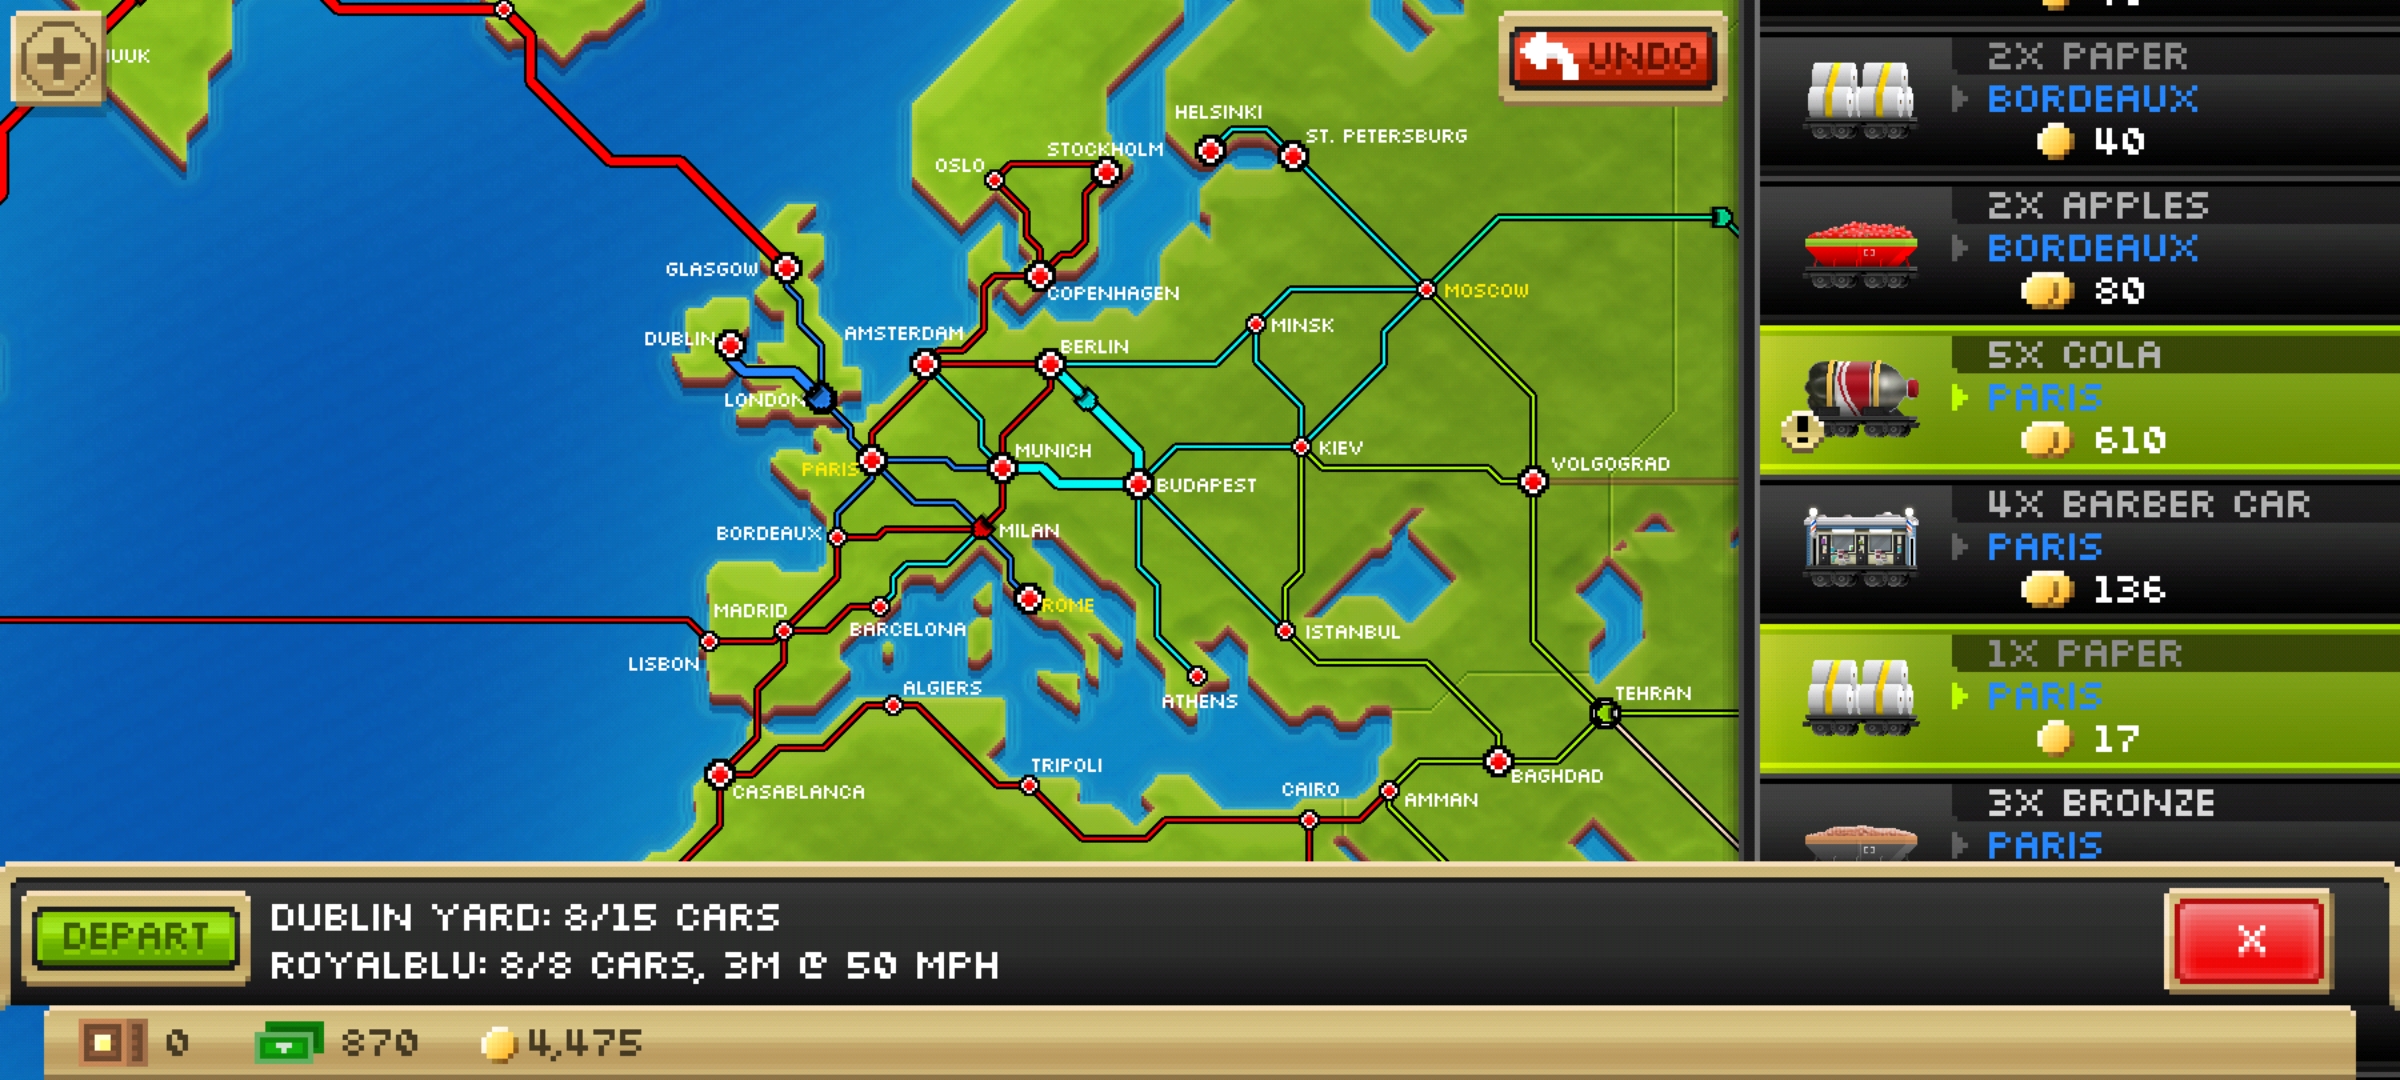 UNDO
HELSINKI
ST. PETERSBURG
STOCKHOLM
OSLO
GLASGOW
COPENHAGEN
MOSCOW
DUBLIN
AMSTERDAM
BERLIN
MINSK
LONDON
PARIS
MUNICH
KIEV
VOLGOGRAD
BUDAPEST
BORDEAUX
MILAN
MADRID
ROME
BARCELONA
ISTANBUL
LISBON
ALGIERS
ATHENS
TEHRAN
CASABLANCA
TRIPOLI
CAIRO
AMMAN
BAGHDAD
2X PAPER
BORDEAUX
40
2X APPLES
BORDEAUX
80
5X COLA
PARIS
610
4X BARBER CAR
PARIS
136
1X PAPER
PARIS
17
3X BRONZE
PARIS
DEPART
DUBLIN YARD: 8/15 CARS
ROYALBLU: 8/8 CARS, 3M @ 50 MPH
X
0
870
4,475